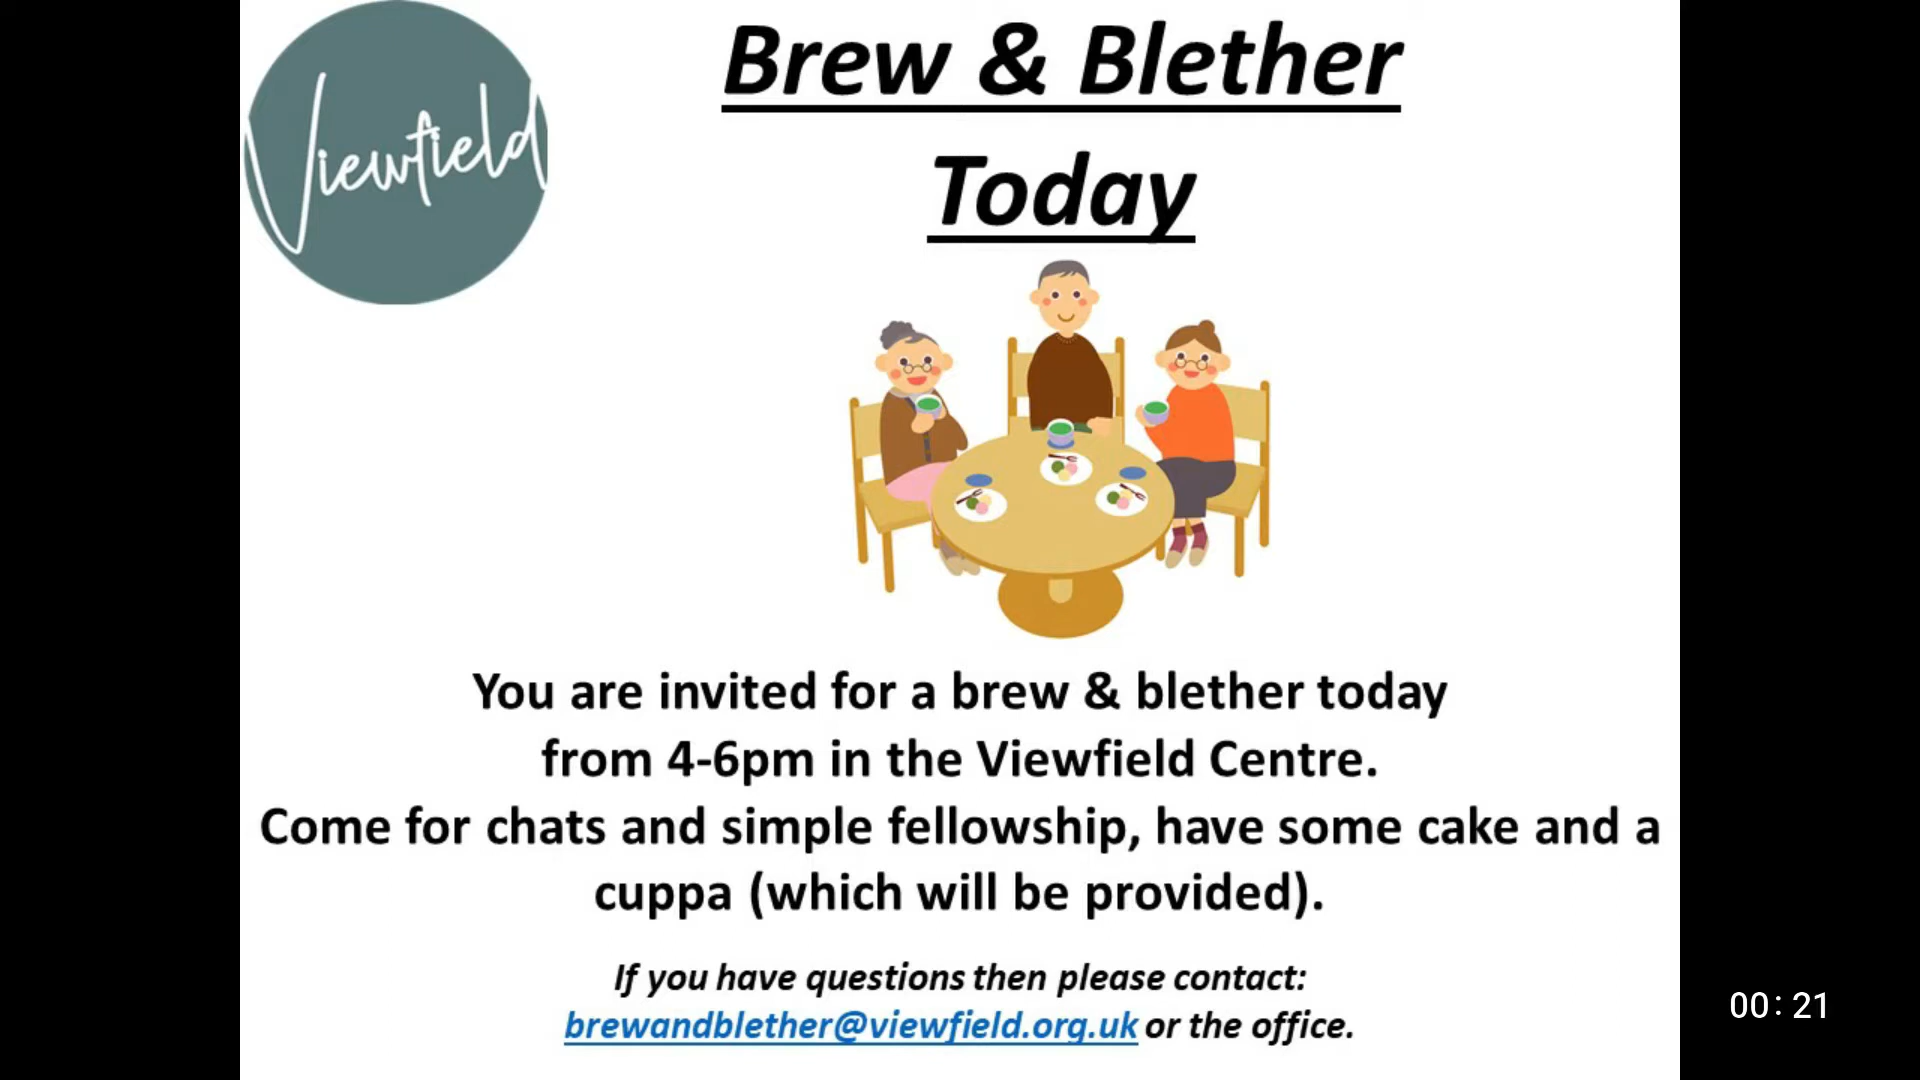 Viewfield
Brew & Blether
Today
You are invited for a brew & blether today
from 4-6pm in the Viewfield Centre.
Come for chats and simple fellowship, have some cake and a
cuppa (which will be provided).
If you have questions then please contact:
brewandblether@viewfield.org.uk or the office.
00:21